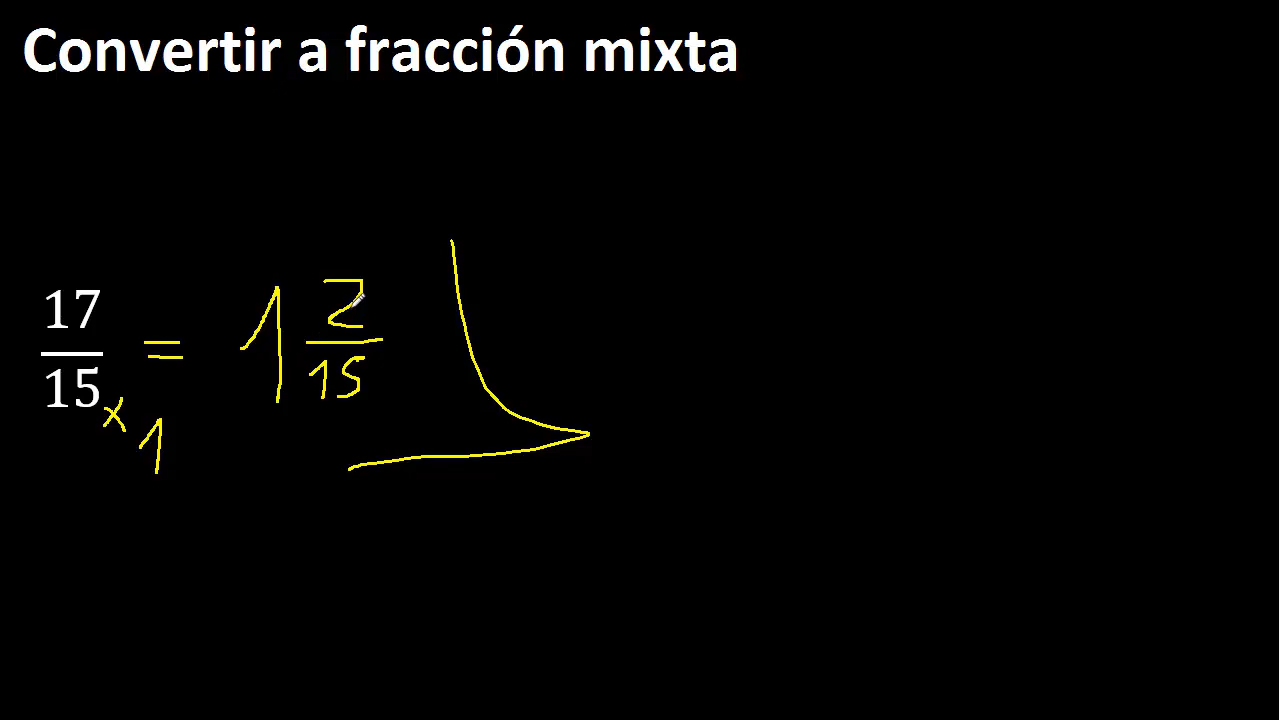 Convertir a fracción mixta
17/15 = 1 2/15
x 1